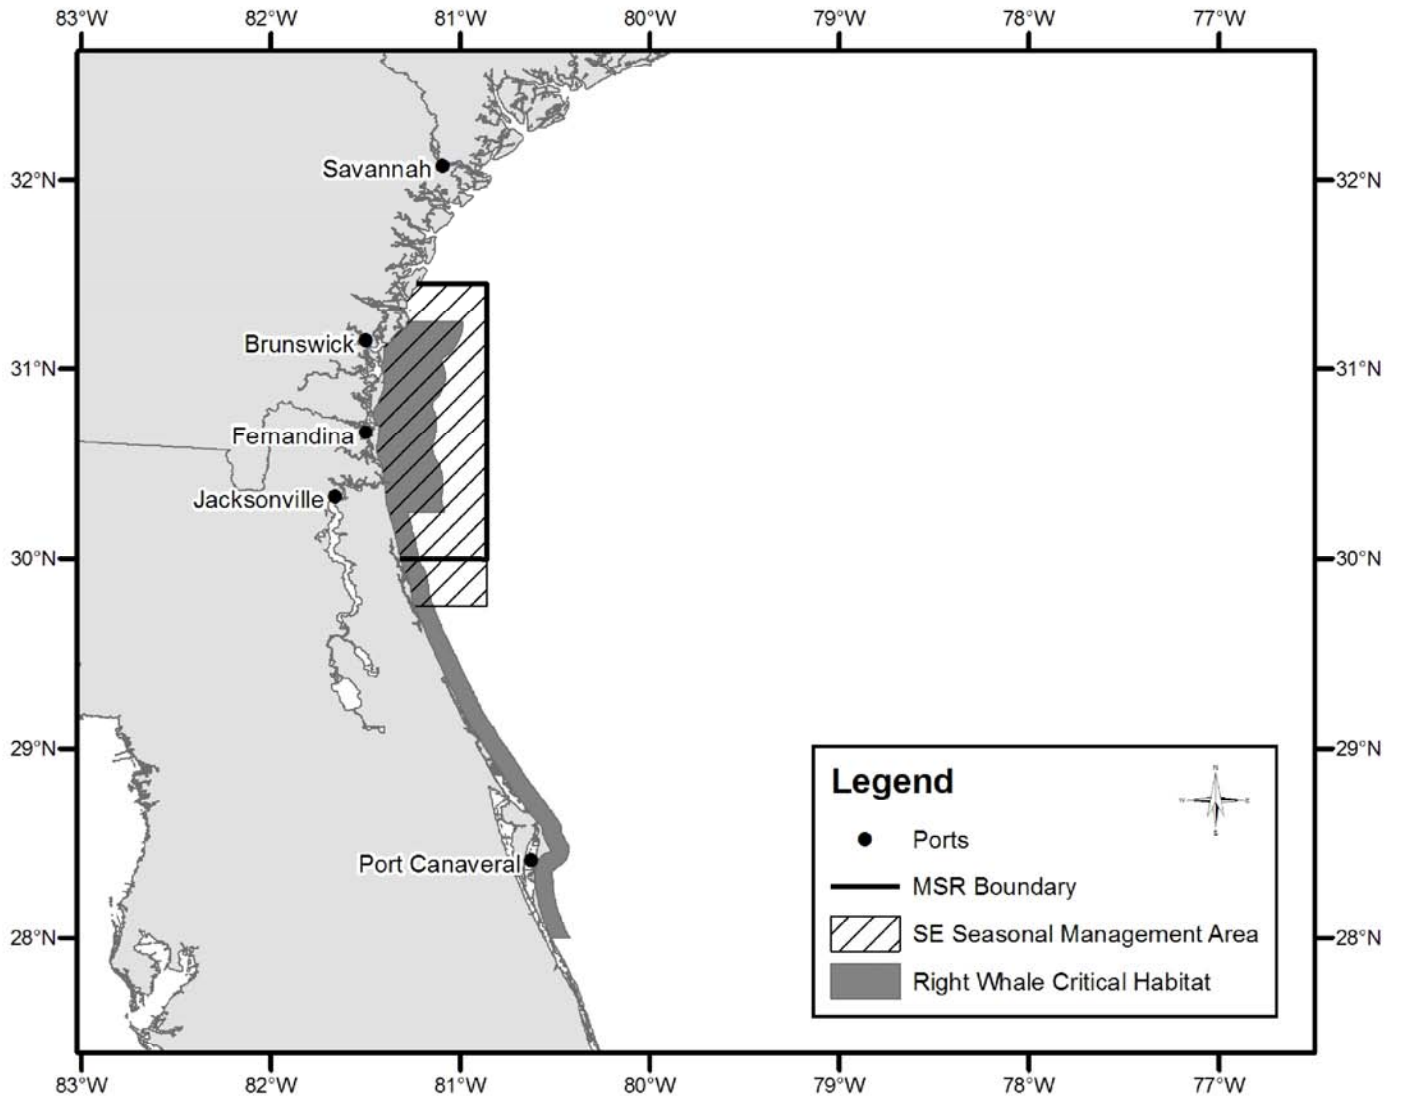 83°W 82°W 81°W 80°W 79°W 78°W 77°W
Savannah
32°N 32°N
Brunswick
31°N 31°N
Fernandina
Jacksonville
30°N 30°N
29°N 29°N
Legend
N
W E
S
Ports
Port Canaveral
MSR Boundary
28°N SE Seasonal Management Area 28°N
Right Whale Critical Habitat
83°W 82°W 81°W 80°W 79°W 78°W 77°W